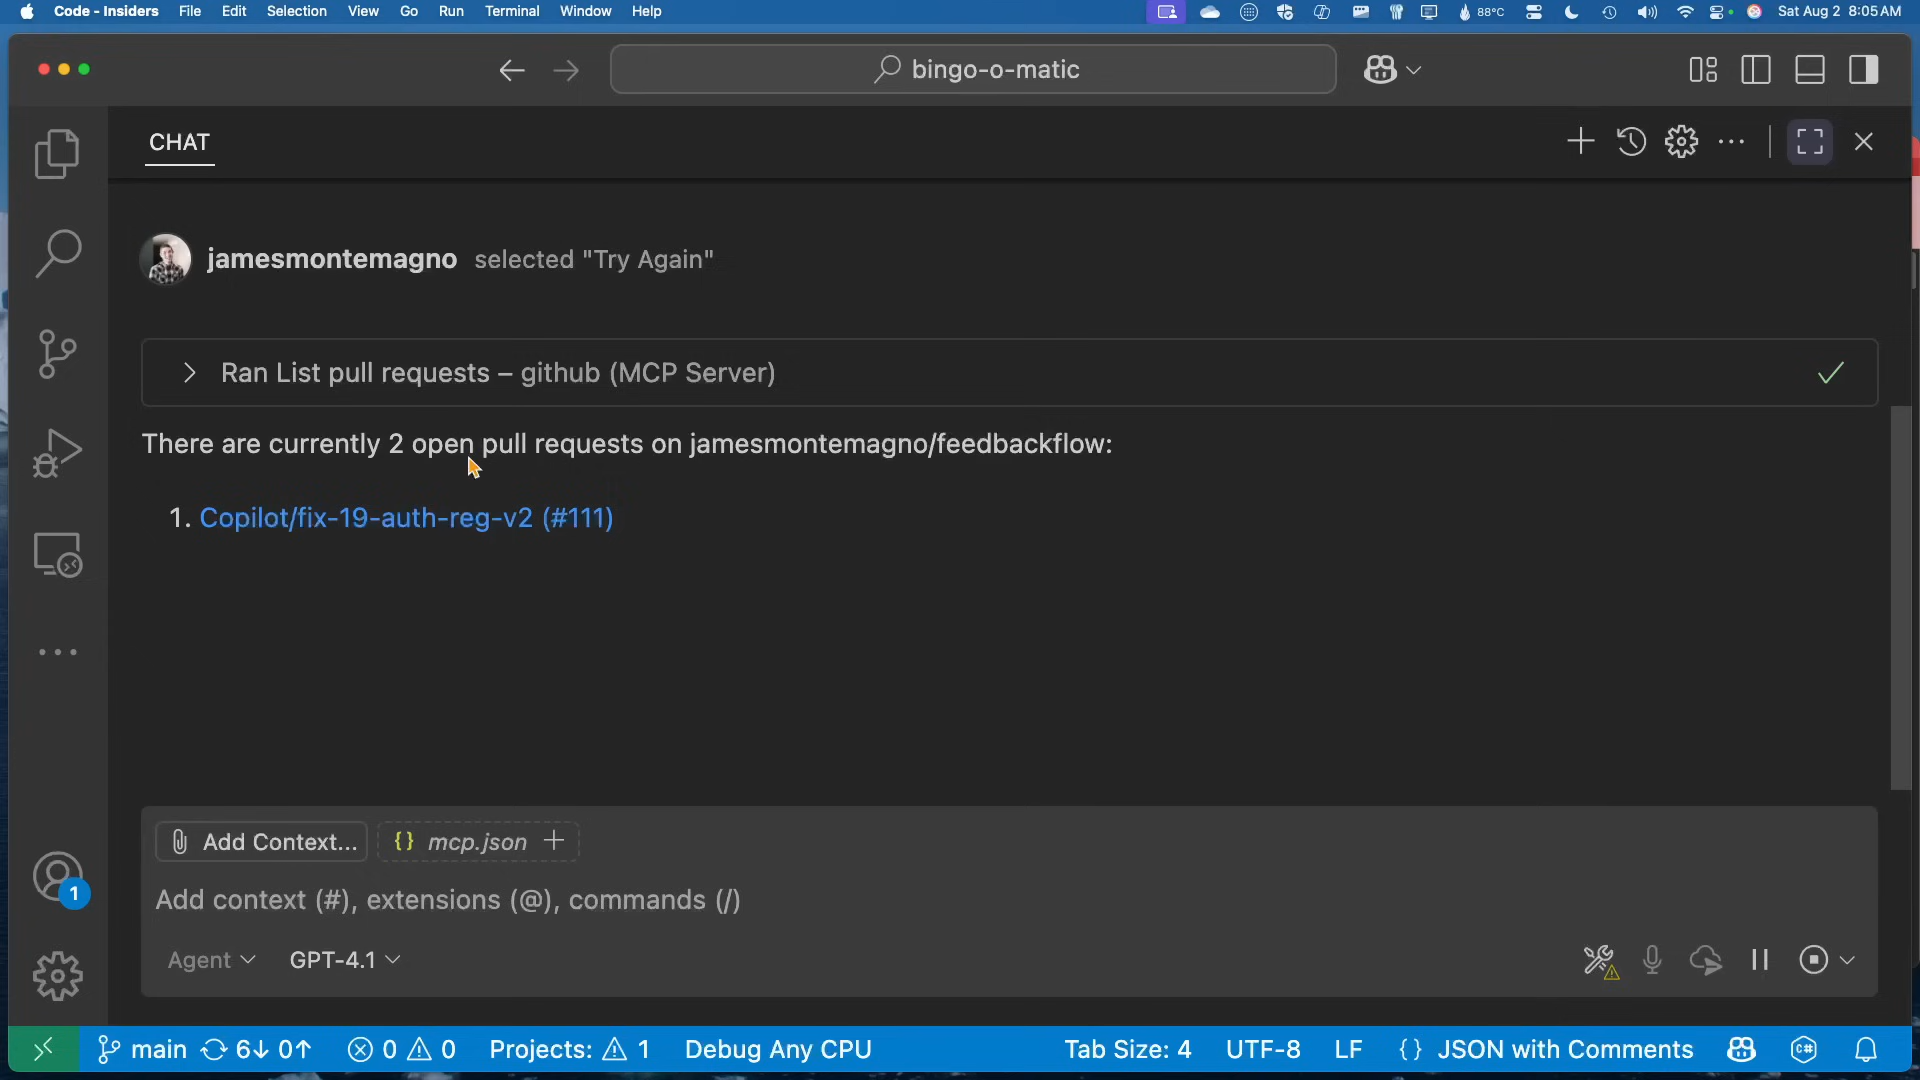 Code - Insiders File Edit Selection View Go Run Terminal Window Help 88°C Sat Aug 2 8:05 AM
bingo-o-matic
CHAT
jamesmontemagno selected "Try Again"
Ran List pull requests – github (MCP Server)
There are currently 2 open pull requests on jamesmontemagno/feedbackflow:
1. Copilot/fix-19-auth-reg-v2 (#111)
Add Context... {} mcp.json
Add context (#), extensions (@), commands (/)
1
Agent GPT-4.1
main 6↓ 0↑ 0 0 Projects: 1 Debug Any CPU Tab Size: 4 UTF-8 LF {} JSON with Comments